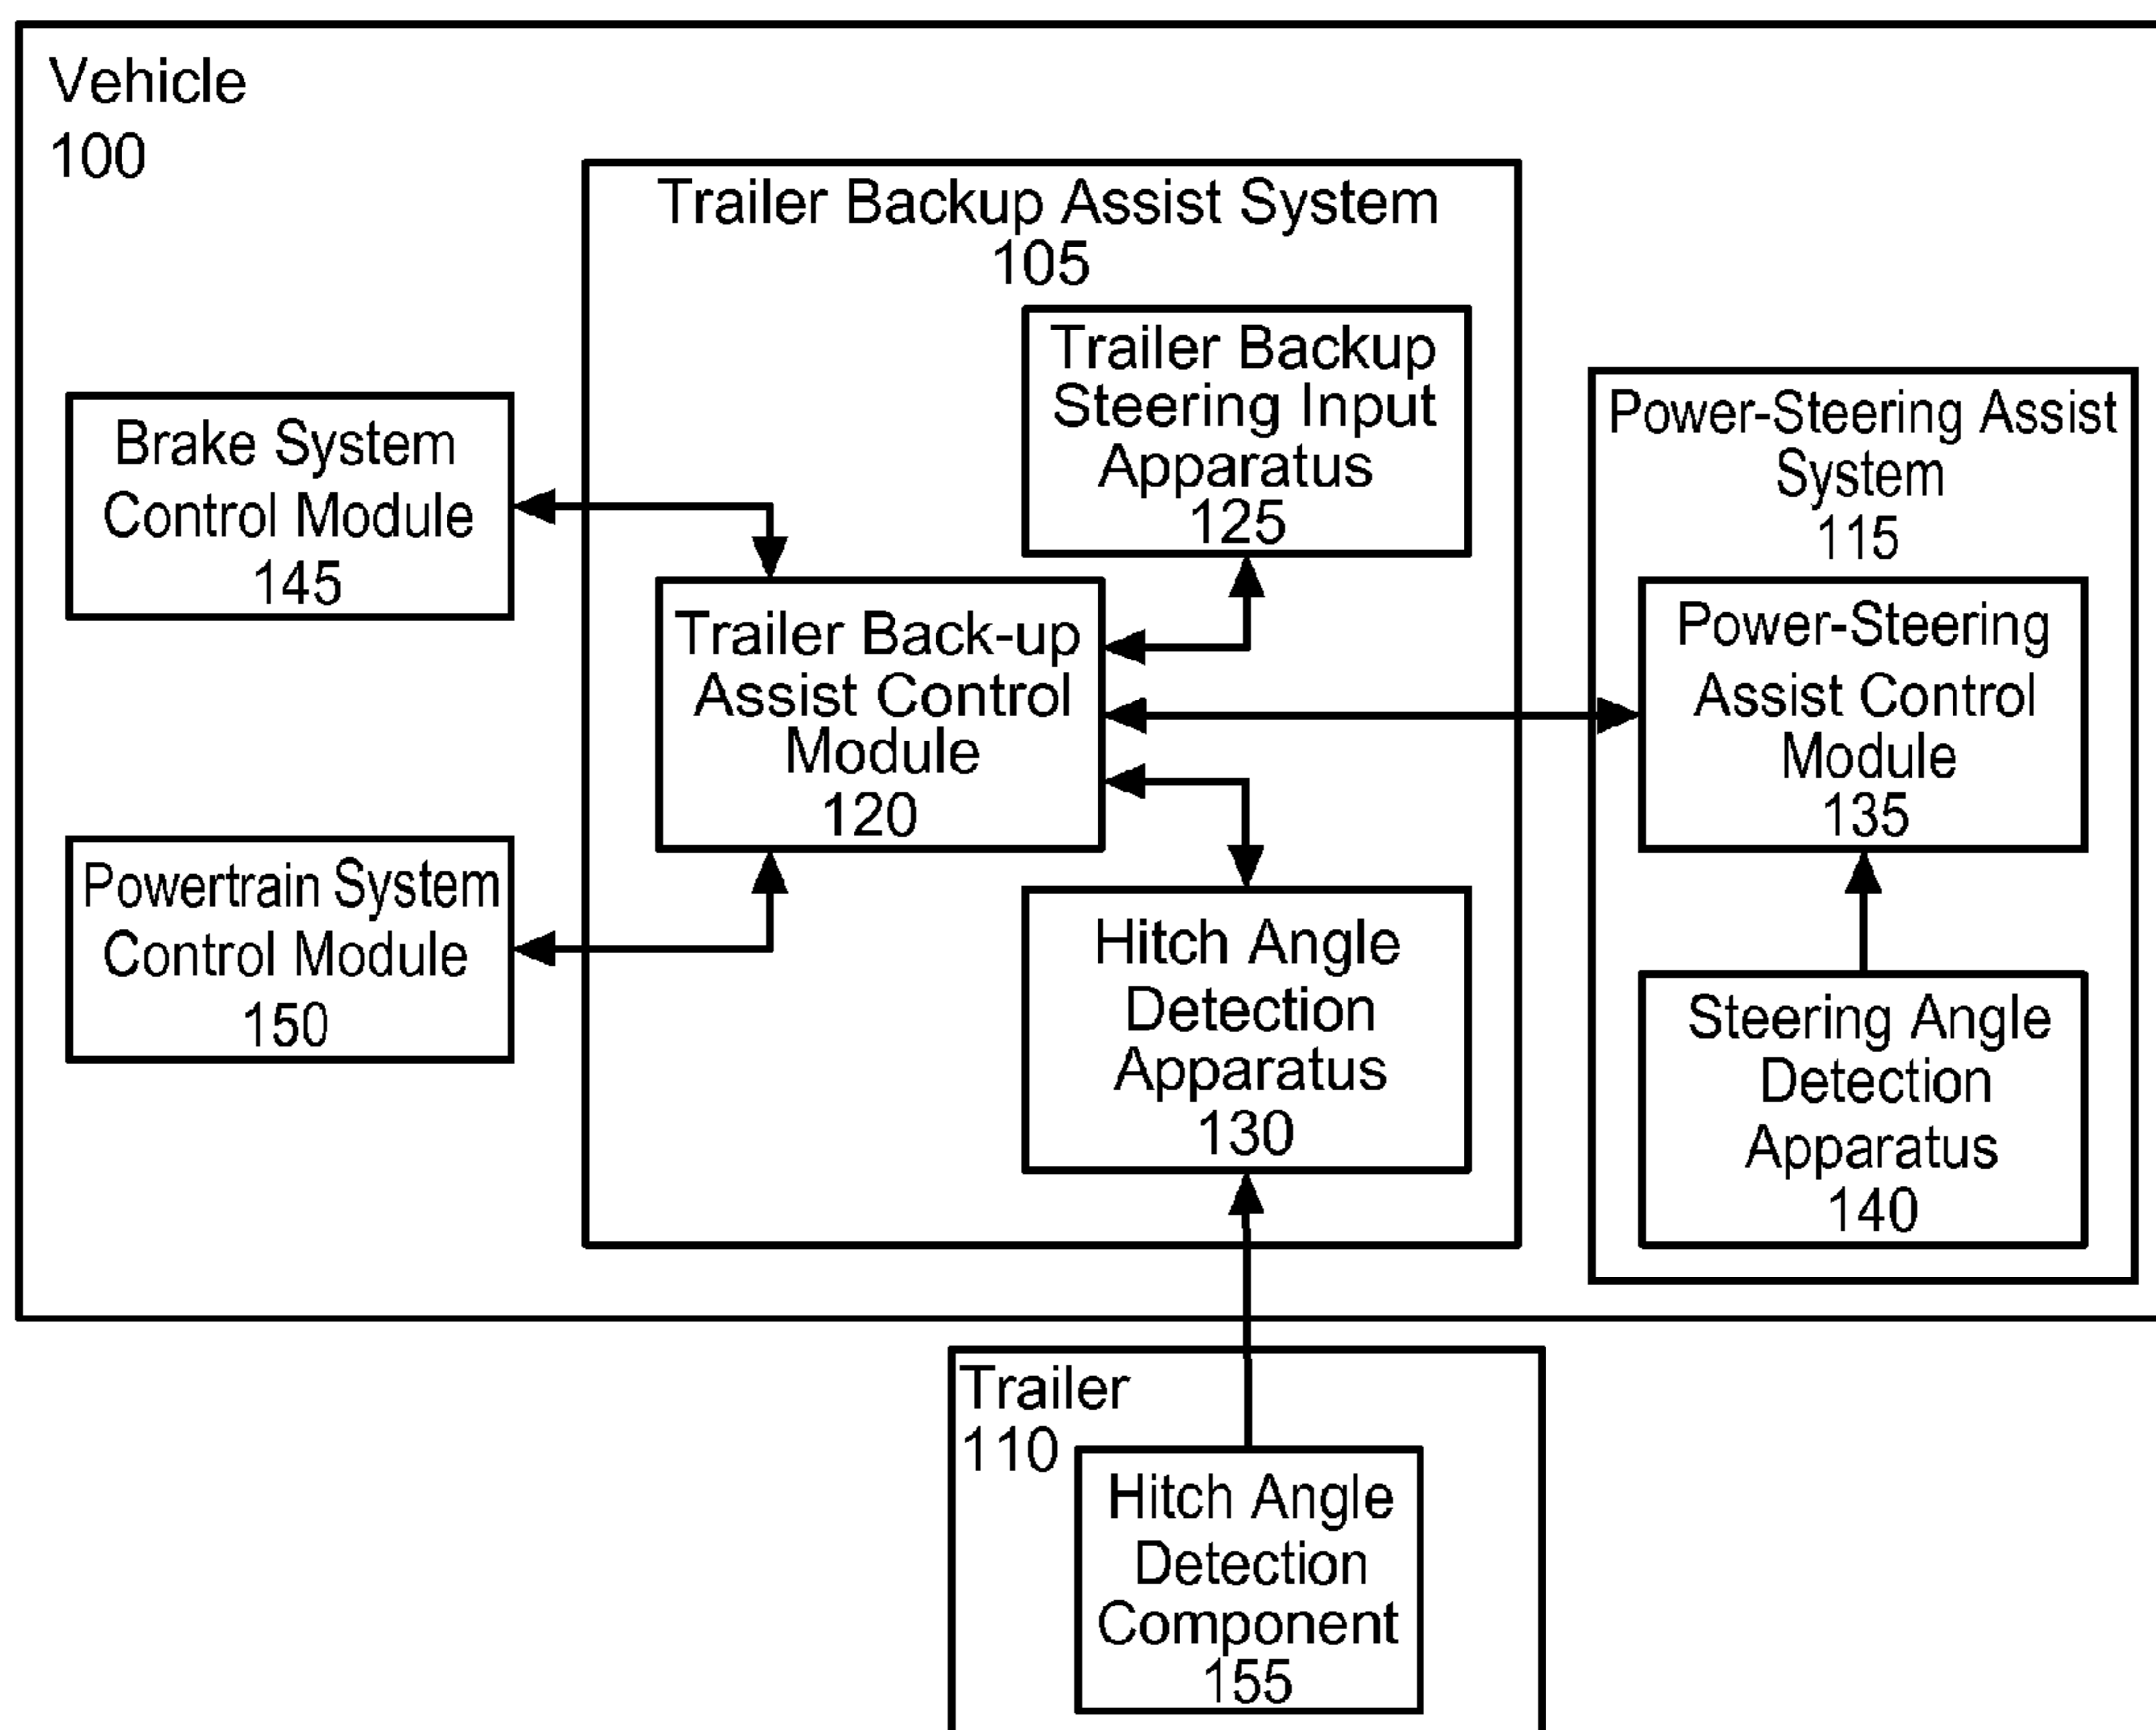 Vehicle
100
Trailer Backup Assist System
105
Trailer Backup
Steering Input
Apparatus
125
Power-Steering Assist
System
115
Brake System
Control Module
145
Trailer Back-up
Assist Control
Module
120
Power-Steering
Assist Control
Module
135
Powertrain System
Control Module
150
Hitch Angle
Detection
Apparatus
130
Steering Angle
Detection
Apparatus
140
Trailer
110
Hitch Angle
Detection
Component
155